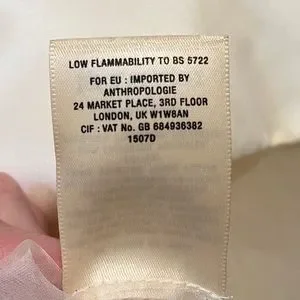 LOW FLAMMABILITY TO BS 5722
FOR EU : IMPORTED BY
ANTHROPOLOGIE
24 MARKET PLACE, 3RD FLOOR
LONDON, UK W1W8AN
CIF : VAT No. GB 684936382
1507D